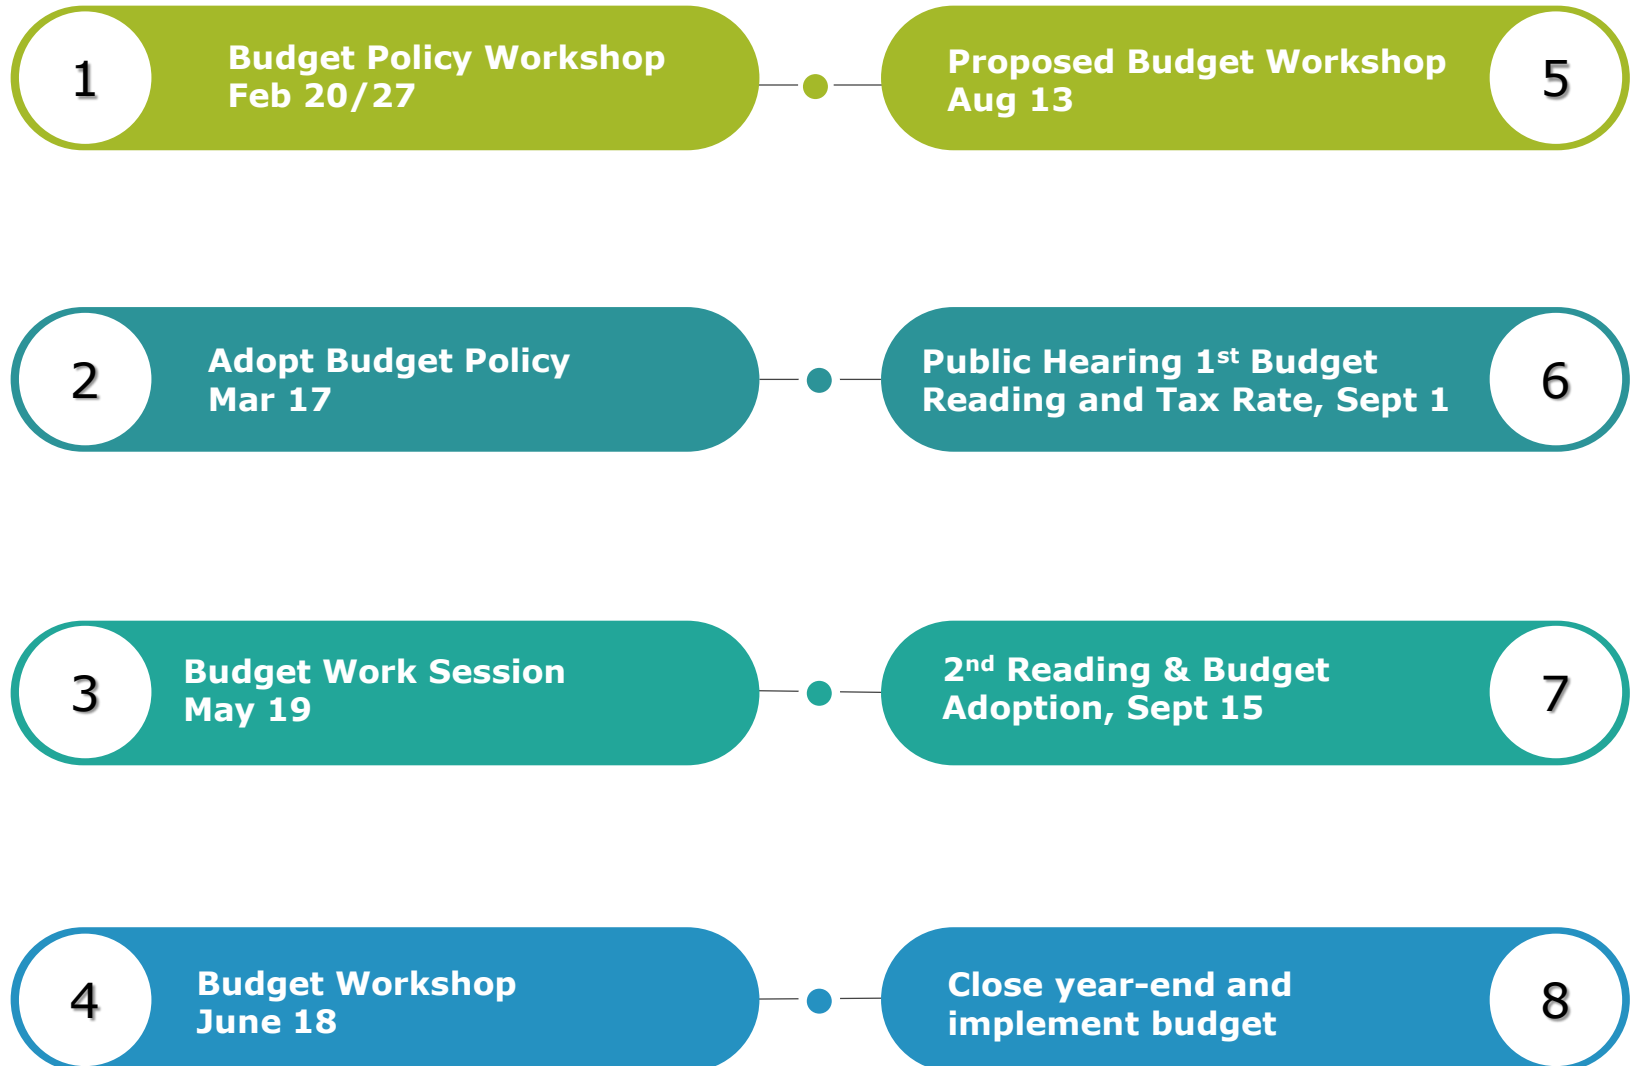 1
Budget Policy Workshop
Feb 20/27
2
Adopt Budget Policy
Mar 17
3
Budget Work Session
May 19
4
Budget Workshop
June 18
5
Proposed Budget Workshop
Aug 13
6
Public Hearing 1st Budget
Reading and Tax Rate, Sept 1
7
2nd Reading & Budget
Adoption, Sept 15
8
Close year-end and
implement budget